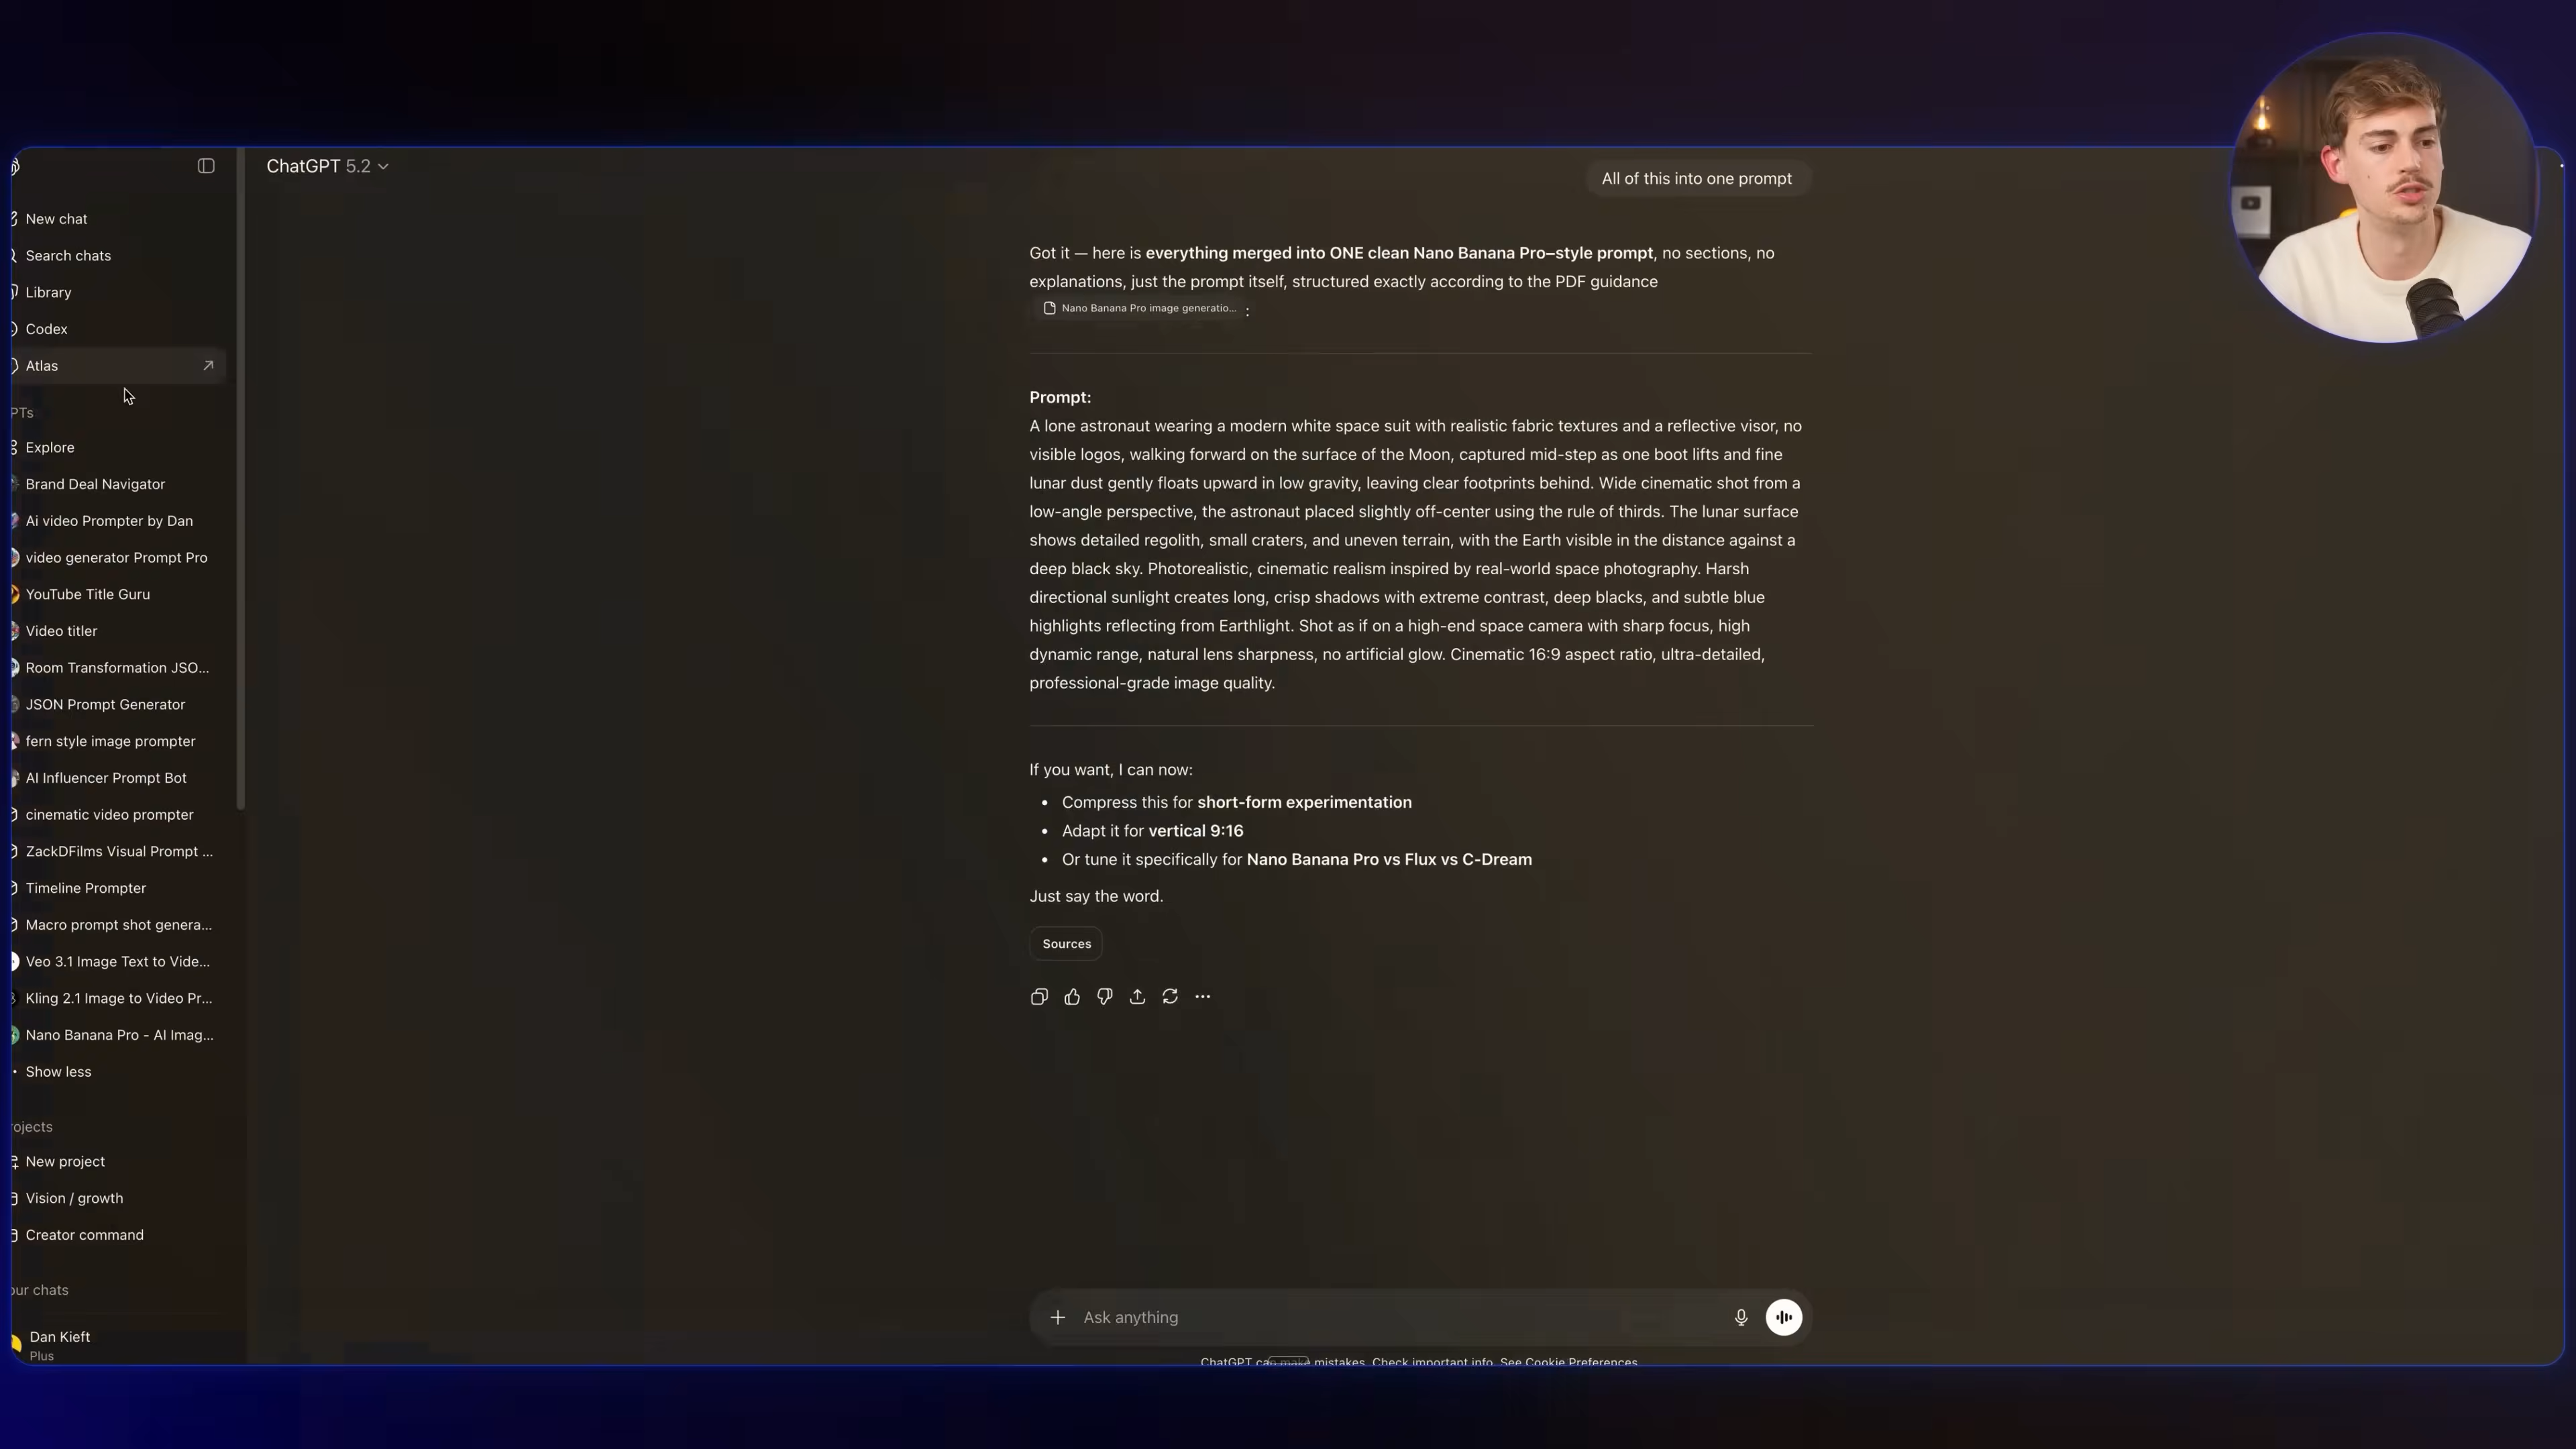 ChatGPT 5.2
New chat
Search chats
Library
Codex
Atlas
PTs
Explore
Brand Deal Navigator
Ai video Prompter by Dan
video generator Prompt Pro
YouTube Title Guru
Video titler
Room Transformation JSO...
JSON Prompt Generator
fern style image prompter
AI Influencer Prompt Bot
cinematic video prompter
ZackDFilms Visual Prompt ...
Timeline Prompter
Macro prompt shot genera...
Veo 3.1 Image Text to Vide...
Kling 2.1 Image to Video Pr...
Nano Banana Pro - AI Imag...
Show less
rojects
New project
Vision / growth
Creator command
our chats
Dan Kieft
Plus
All of this into one prompt
Got it — here is everything merged into ONE clean Nano Banana Pro–style prompt, no sections, no
explanations, just the prompt itself, structured exactly according to the PDF guidance
Nano Banana Pro image generatio... :
Prompt:
A lone astronaut wearing a modern white space suit with realistic fabric textures and a reflective visor, no
visible logos, walking forward on the surface of the Moon, captured mid-step as one boot lifts and fine
lunar dust gently floats upward in low gravity, leaving clear footprints behind. Wide cinematic shot from a
low-angle perspective, the astronaut placed slightly off-center using the rule of thirds. The lunar surface
shows detailed regolith, small craters, and uneven terrain, with the Earth visible in the distance against a
deep black sky. Photorealistic, cinematic realism inspired by real-world space photography. Harsh
directional sunlight creates long, crisp shadows with extreme contrast, deep blacks, and subtle blue
highlights reflecting from Earthlight. Shot as if on a high-end space camera with sharp focus, high
dynamic range, natural lens sharpness, no artificial glow. Cinematic 16:9 aspect ratio, ultra-detailed,
professional-grade image quality.
If you want, I can now:
• Compress this for short-form experimentation
• Adapt it for vertical 9:16
• Or tune it specifically for Nano Banana Pro vs Flux vs C-Dream
Just say the word.
Sources
Ask anything
ChatGPT can make mistakes. Check important info. See Cookie Preferences.